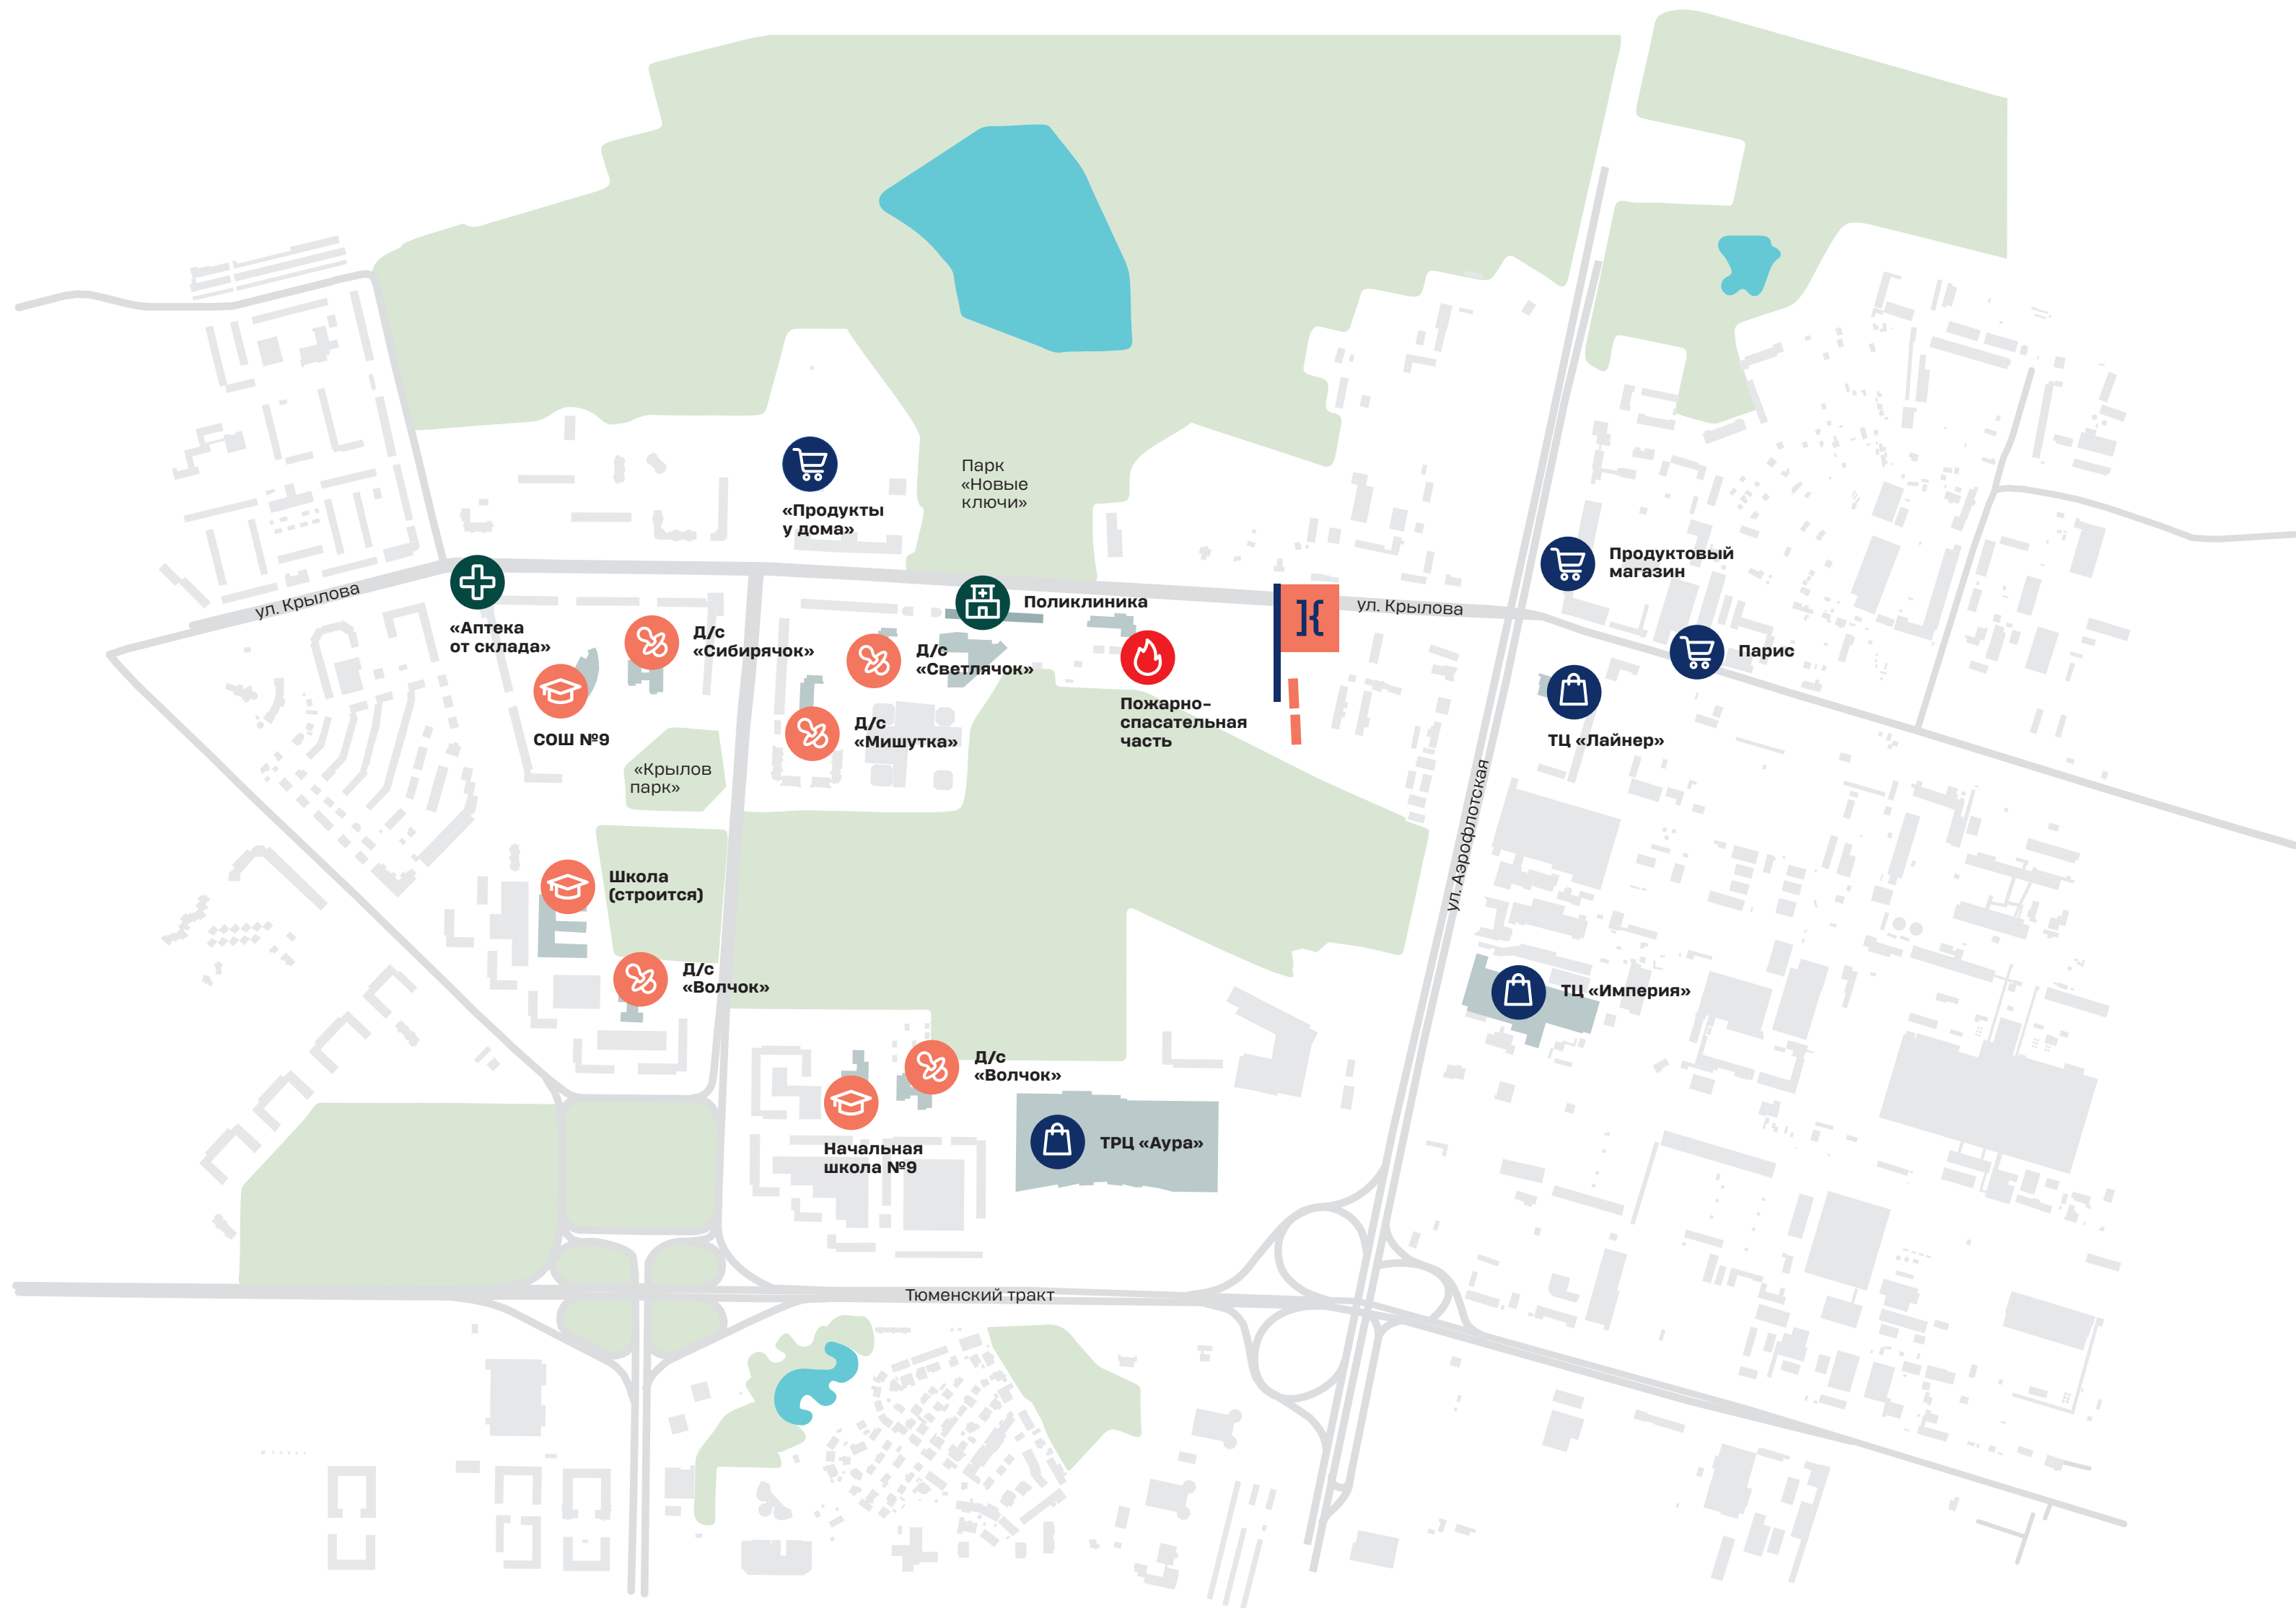 Парк
«Новые
ключи»
«Продукты
у дома»
Продуктовый
магазин
ул. Крылова
Поликлиника
ул. Крылова
«Аптека
от склада»
Д/с
«Сибирячок»
Д/с
«Светлячок»
Парис
Пожарно-
спасательная
часть
СОШ №9
Д/с
«Мишутка»
ТЦ «Лайнер»
«Крылов
парк»
ул. Аэрофлотская
Школа
(строится)
Д/с
«Волчок»
ТЦ «Империя»
Д/с
«Волчок»
Начальная
школа №9
ТРЦ «Аура»
Тюменский тракт